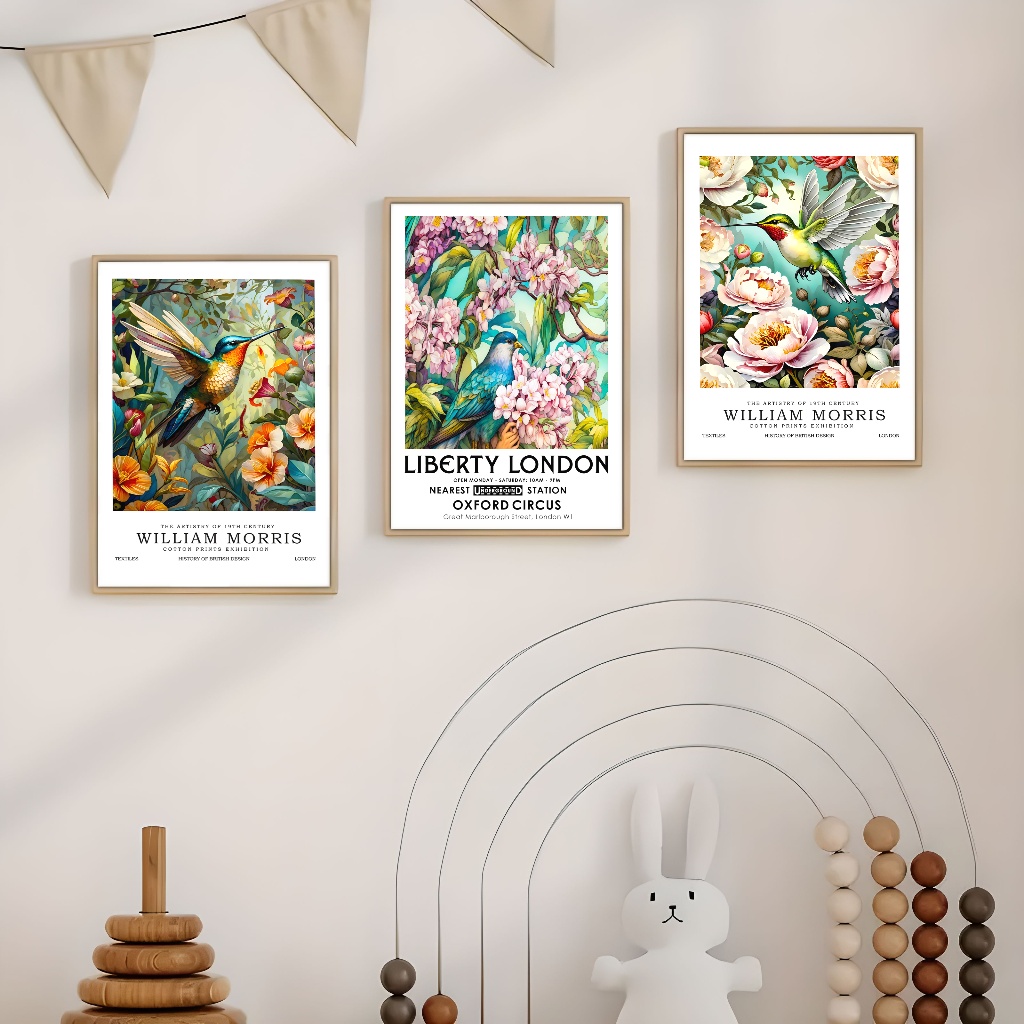 THE ARTISTRY OF 19TH CENTURY
WILLIAM MORRIS
COTTON PRINTS EXHIBITION
TEXTILES HISTORY OF BRITISH DESIGN LONDON
LIBERTY LONDON
OPEN MONDAY - SATURDAY: 10AM - 9PM
NEAREST UNDERGROUND STATION
OXFORD CIRCUS
Great Marlborough Street, London W1
THE ARTISTRY OF 19TH CENTURY
WILLIAM MORRIS
COTTON PRINTS EXHIBITION
TEXTILES HISTORY OF BRITISH DESIGN LONDON